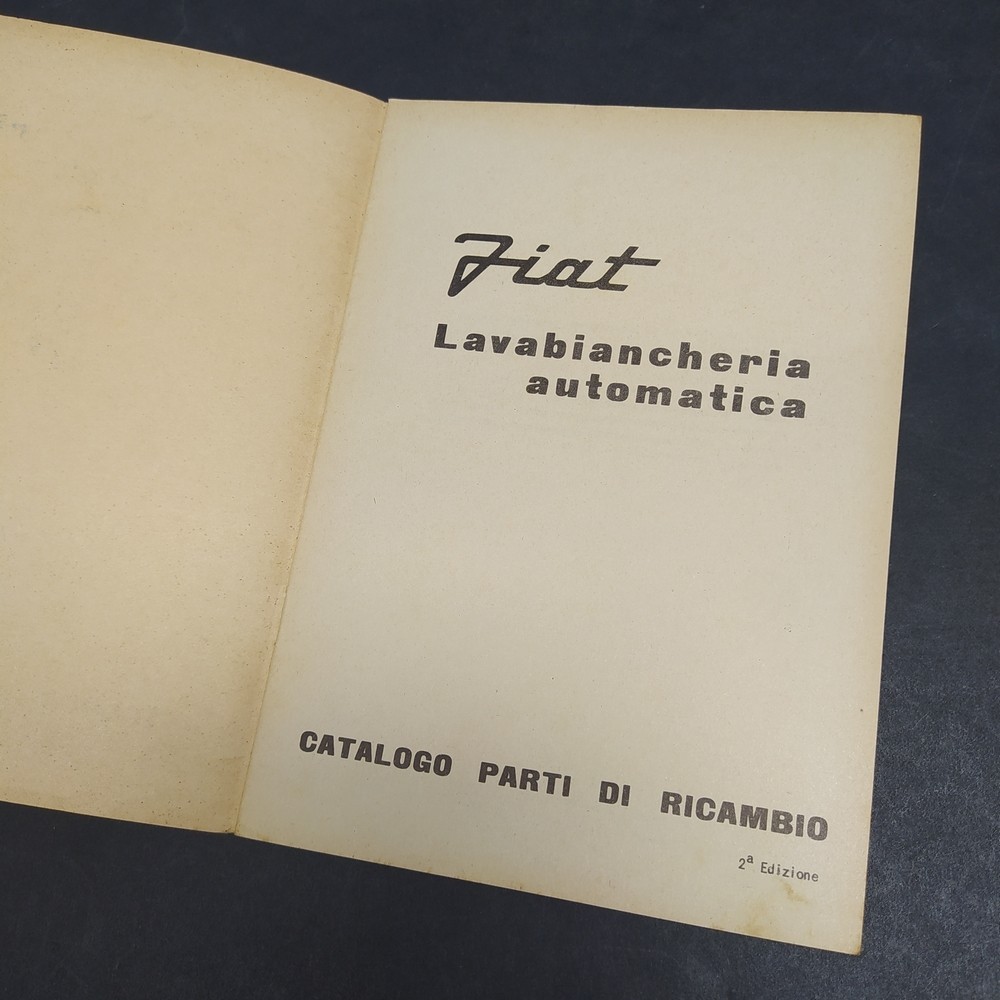 Fiat
Lavabiancheria
automatica
CATALOGO PARTI DI RICAMBIO
2ª Edizione